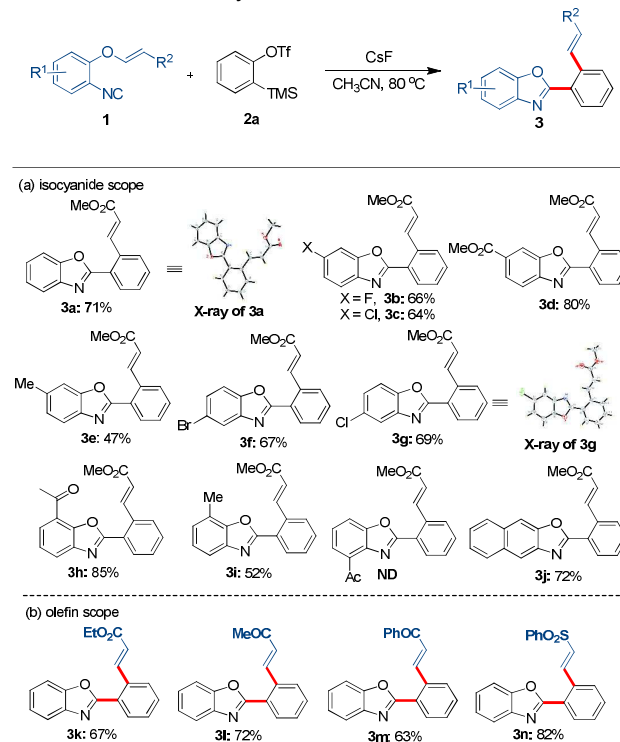 R1 O R2 NC
1
+
OTf TMS
2a
CsF
CH3CN, 80 °C
R1 O N R2
3
(a) isocyanide scope
MeO2C O N
3a: 71%
≡
X-ray of 3a
MeO2C X O N
X = F, 3b: 66%
X = Cl, 3c: 64%
MeO2C MeO2C O N
3d: 80%
MeO2C Me O N
3e: 47%
MeO2C Br O N
3f: 67%
MeO2C Cl O N
3g: 69%
≡
X-ray of 3g
MeO2C O O N
3h: 85%
MeO2C Me O N
3i: 52%
MeO2C O N Ac
ND
MeO2C O N
3j: 72%
(b) olefin scope
EtO2C O N
3k: 67%
MeOC O N
3l: 72%
PhOC O N
3m: 63%
PhO2S O N
3n: 82%